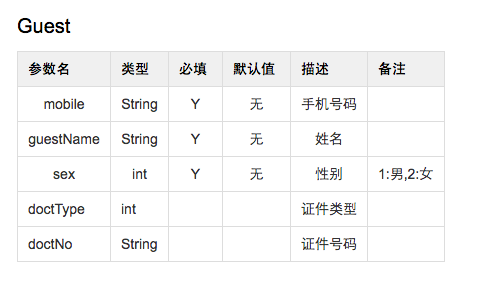 Guest
参数名 类型 必填 默认值 描述 备注
mobile String Y 无 手机号码
guestName String Y 无 姓名
sex int Y 无 性别 1:男,2:女
doctType int 证件类型
doctNo String 证件号码